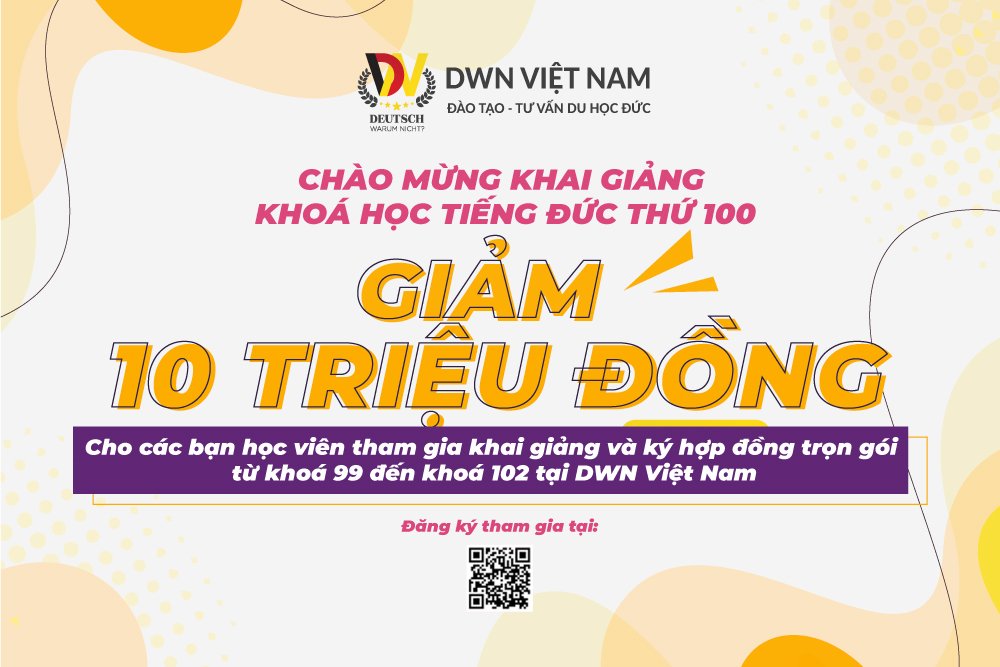 DWN VIỆT NAM
ĐÀO TẠO - TƯ VẤN DU HỌC ĐỨC
DEUTSCH
WARUM NICHT?
CHÀO MỪNG KHAI GIẢNG
KHOÁ HỌC TIẾNG ĐỨC THỨ 100
GIẢM
10 TRIỆU ĐỒNG
Cho các bạn học viên tham gia khai giảng và ký hợp đồng trọn gói
từ khoá 99 đến khoá 102 tại DWN Việt Nam
Đăng ký tham gia tại: